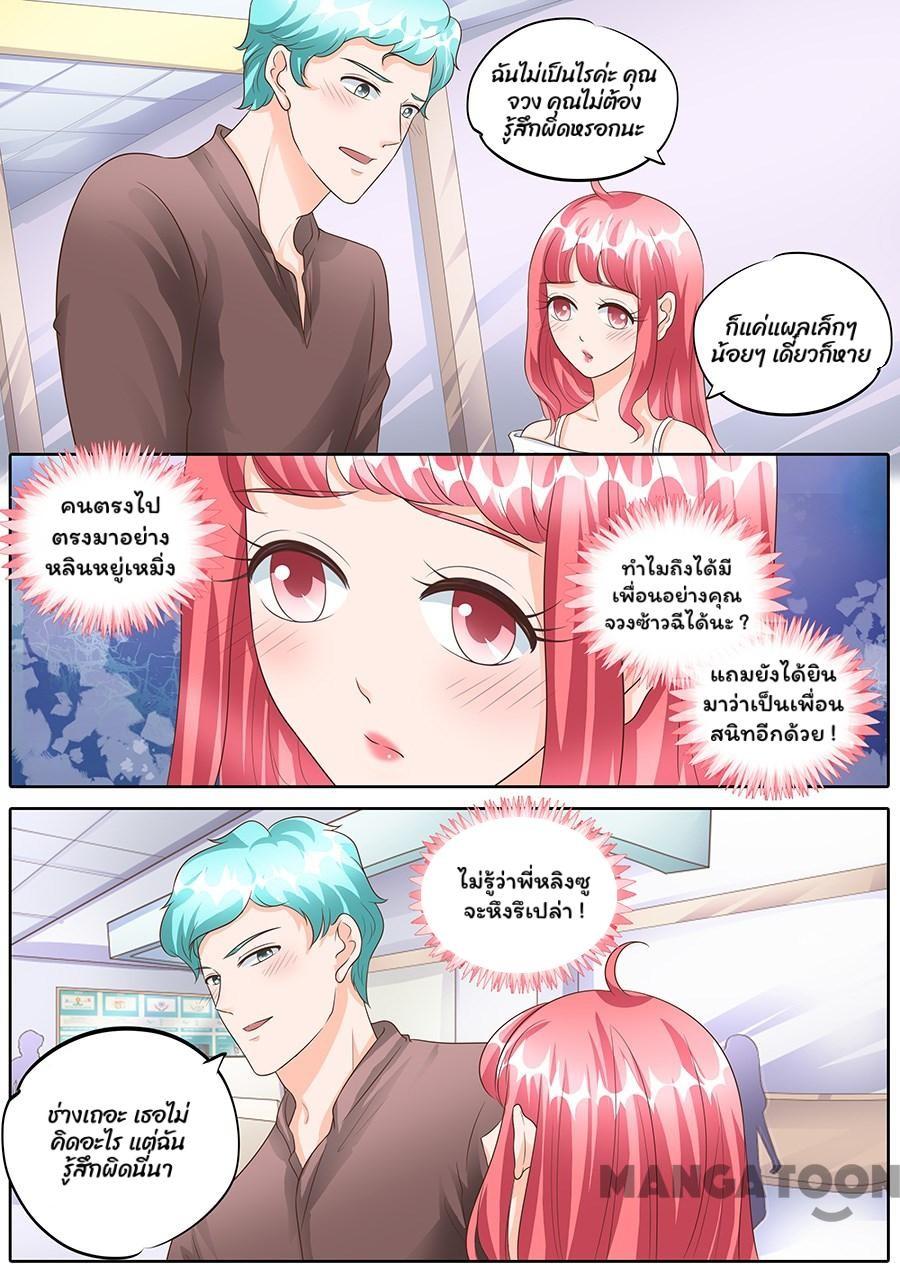 ฉันไม่เป็นไรค่ะ คุณ
จวง คุณไม่ต้อง
รู้สึกผิดหรอกนะ
ก็แค่แผลเล็กๆ
น้อยๆ เดี๋ยวก็หาย
คนตรงไป
ตรงมาอย่าง
หลินหยู่เหมิ่ง
ทำไมถึงได้มี
เพื่อนอย่างคุณ
จวงซ้าวฉีได้นะ ?
แถมยังได้ยิน
มาว่าเป็นเพื่อน
สนิทอีกด้วย !
ไม่รู้ว่าพี่หลิงซู
จะหึงรึเปล่า !
ช่างเถอะ เธอไม่
คิดอะไร แต่ฉัน
รู้สึกผิดนี่นา
MANGATOON